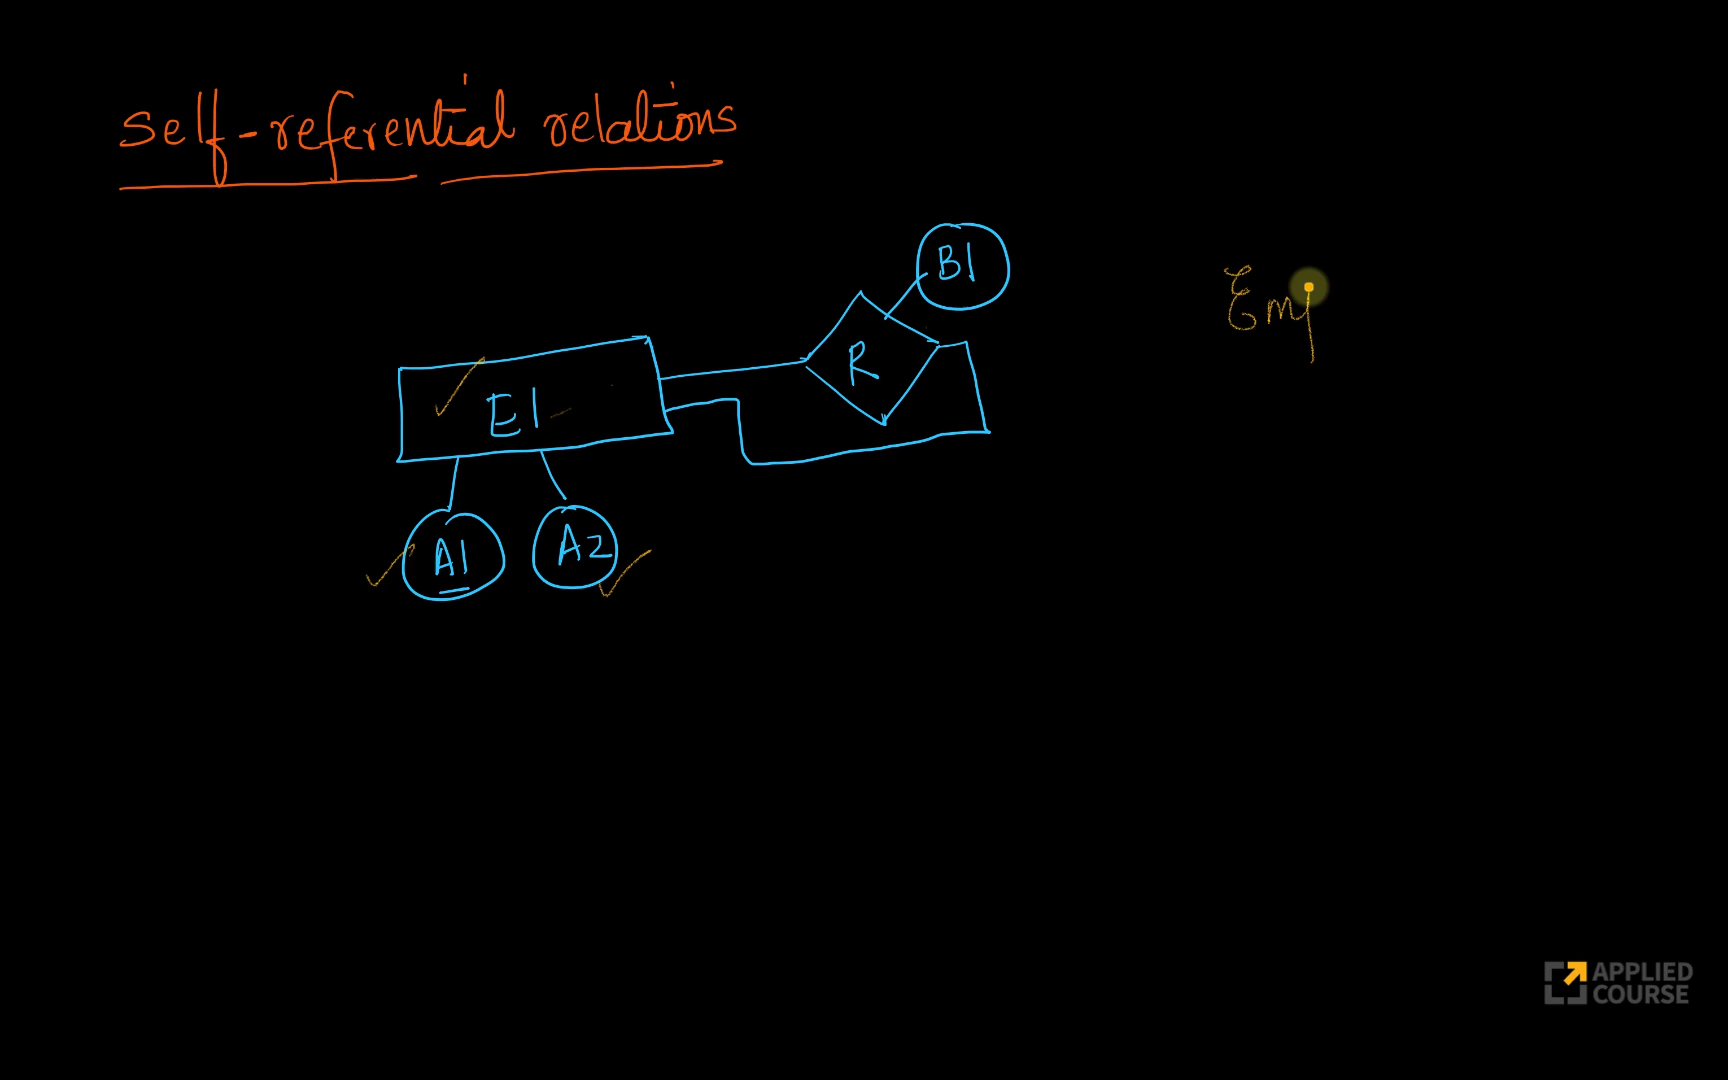 Self-referential relations
B1
R
E1
A1
A2
Emp
APPLIED
COURSE